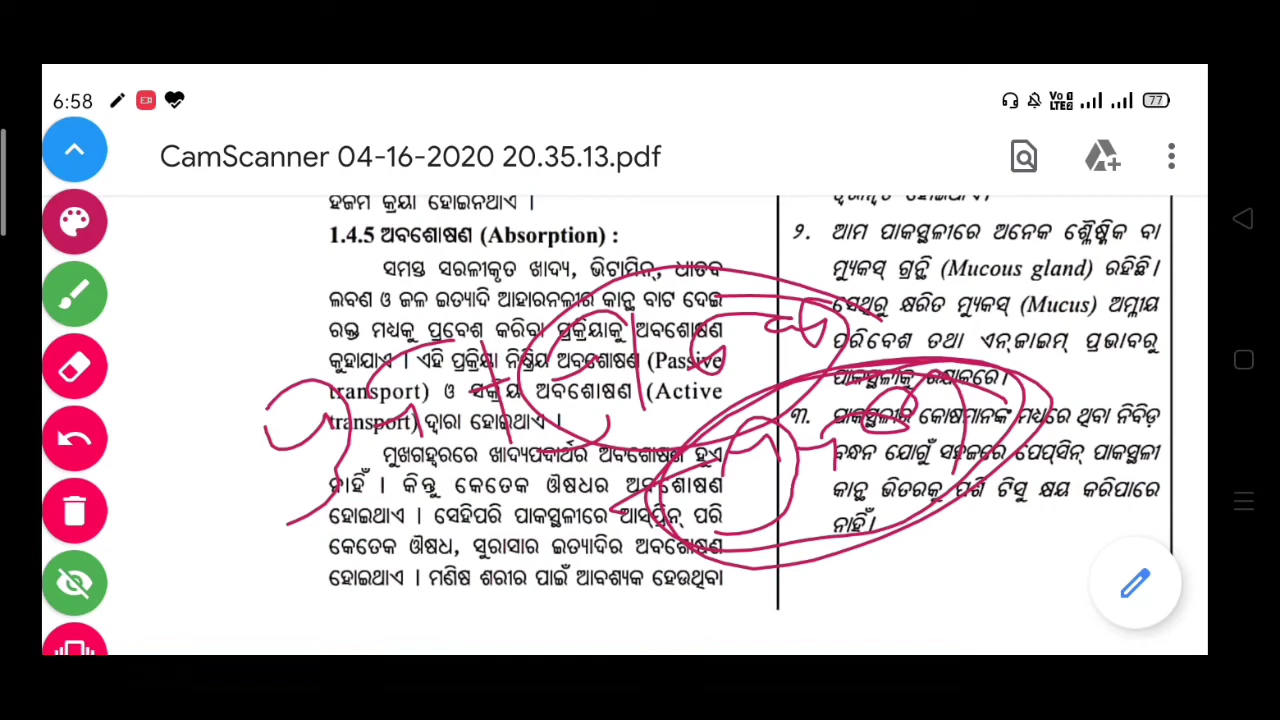 6:58
Vo
LTE2
77
CamScanner 04-16-2020 20.35.13.pdf
ହଜମ କ୍ରିୟା ହୋଇନଥାଏ ।
1.4.5 ଅବଶୋଷଣ (Absorption) :
ସମସ୍ତ ସରଳୀକୃତ ଖାଦ୍ୟ, ଭିଟାମିନ୍, ଧାତବ
ଲବଣ ଓ ଜଳ ଇତ୍ୟାଦି ଆହାରନଳୀର କାନ୍ଥ ବାଟ ଦେଇ
ରକ୍ତ ମଧ୍ୟକୁ ପ୍ରବେଶ କରିବା ପ୍ରକ୍ରିୟାକୁ ଅବଶୋଷଣ
କୁହାଯାଏ । ଏହି ପ୍ରକ୍ରିୟା ନିଷ୍କ୍ରିୟ ଅବଶୋଷଣ (Passive
transport) ଓ ସକ୍ରିୟ ଅବଶୋଷଣ (Active
transport) ଦ୍ୱାରା ହୋଇଥାଏ ।
ମୁଖଗହ୍ୱରରେ ଖାଦ୍ୟପଦାର୍ଥର ଅବଶୋଷଣ ହୁଏ
ନାହିଁ । କିନ୍ତୁ କେତେକ ଔଷଧର ଅବଶୋଷଣ
ହୋଇଥାଏ । ସେହିପରି ପାକସ୍ଥଳୀରେ ଆସ୍ପିନ୍ ପରି
କେତେକ ଔଷଧ, ସୁରାସାର ଇତ୍ୟାଦିର ଅବଶୋଷଣ
ହୋଇଥାଏ । ମଣିଷ ଶରୀର ପାଇଁ ଆବଶ୍ୟକ ହେଉଥିବା
୨. ଆମ ପାକସ୍ଥଳୀରେ ଅନେକ ଶ୍ଳୈଷ୍ମିକ ବା
ମ୍ୟୁକସ୍ ଗ୍ରନ୍ଥି (Mucous gland) ରହିଛି।
ସେଥିରୁ କ୍ଷରିତ ମ୍ୟୁକସ୍ (Mucus) ଅମ୍ଳୀୟ
ପରିବେଶ ତଥା ଏନ୍‌ଜାଇମ୍ ପ୍ରଭାବରୁ
ପାକସ୍ଥଳୀକୁ ରକ୍ଷାକରେ।
୩. ପାକସ୍ଥଳୀର କୋଷମାନଙ୍କ ମଧ୍ୟରେ ଥିବା ନିବିଡ଼
ବନ୍ଧନ ଯୋଗୁଁ ସହଜରେ ପେପ୍‌ସିନ୍ ପାକସ୍ଥଳୀ
କାନ୍ଥ ଭିତରକୁ ପଶି ଟିସୁ କ୍ଷୟ କରିପାରେ
ନାହିଁ।